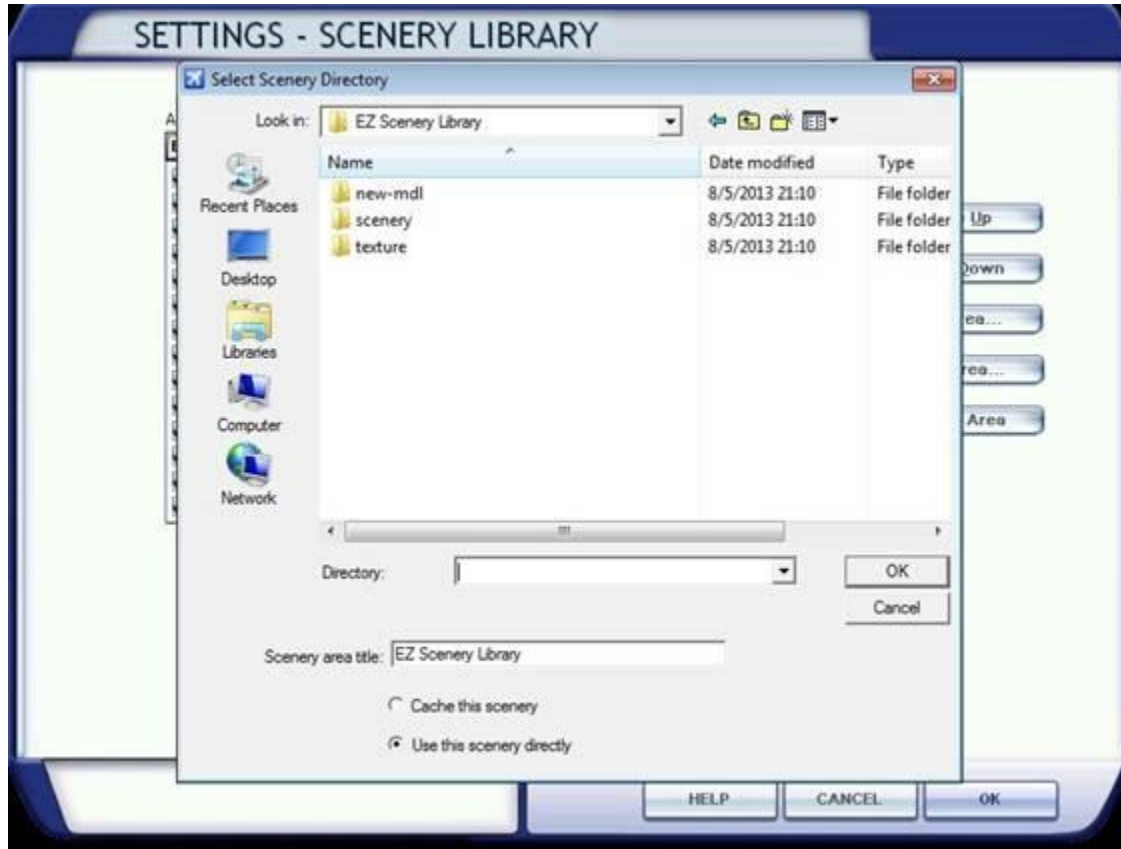 SETTINGS - SCENERY LIBRARY
Select Scenery Directory
Look in: EZ Scenery Library
Name Date modified Type
new-mdl 8/5/2013 21:10 File folder
scenery 8/5/2013 21:10 File folder
texture 8/5/2013 21:10 File folder
Recent Places
Desktop
Libraries
Computer
Network
Up
Area
Directory:
OK
Cancel
Scenery area title: EZ Scenery Library
Cache this scenery
Use this scenery directly
HELP CANCEL OK